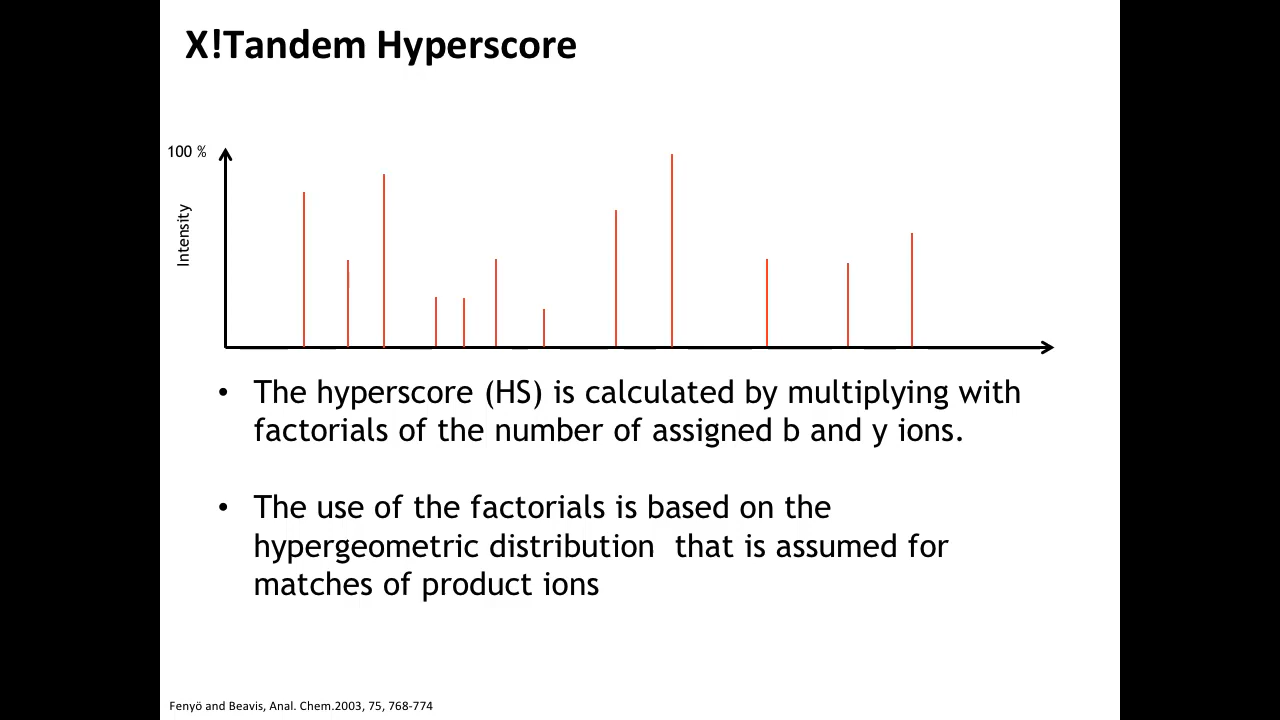 X!Tandem Hyperscore
100 %
Intensity
• The hyperscore (HS) is calculated by multiplying with
factorials of the number of assigned b and y ions.
• The use of the factorials is based on the
hypergeometric distribution  that is assumed for
matches of product ions
Fenyö and Beavis, Anal. Chem.2003, 75, 768-774